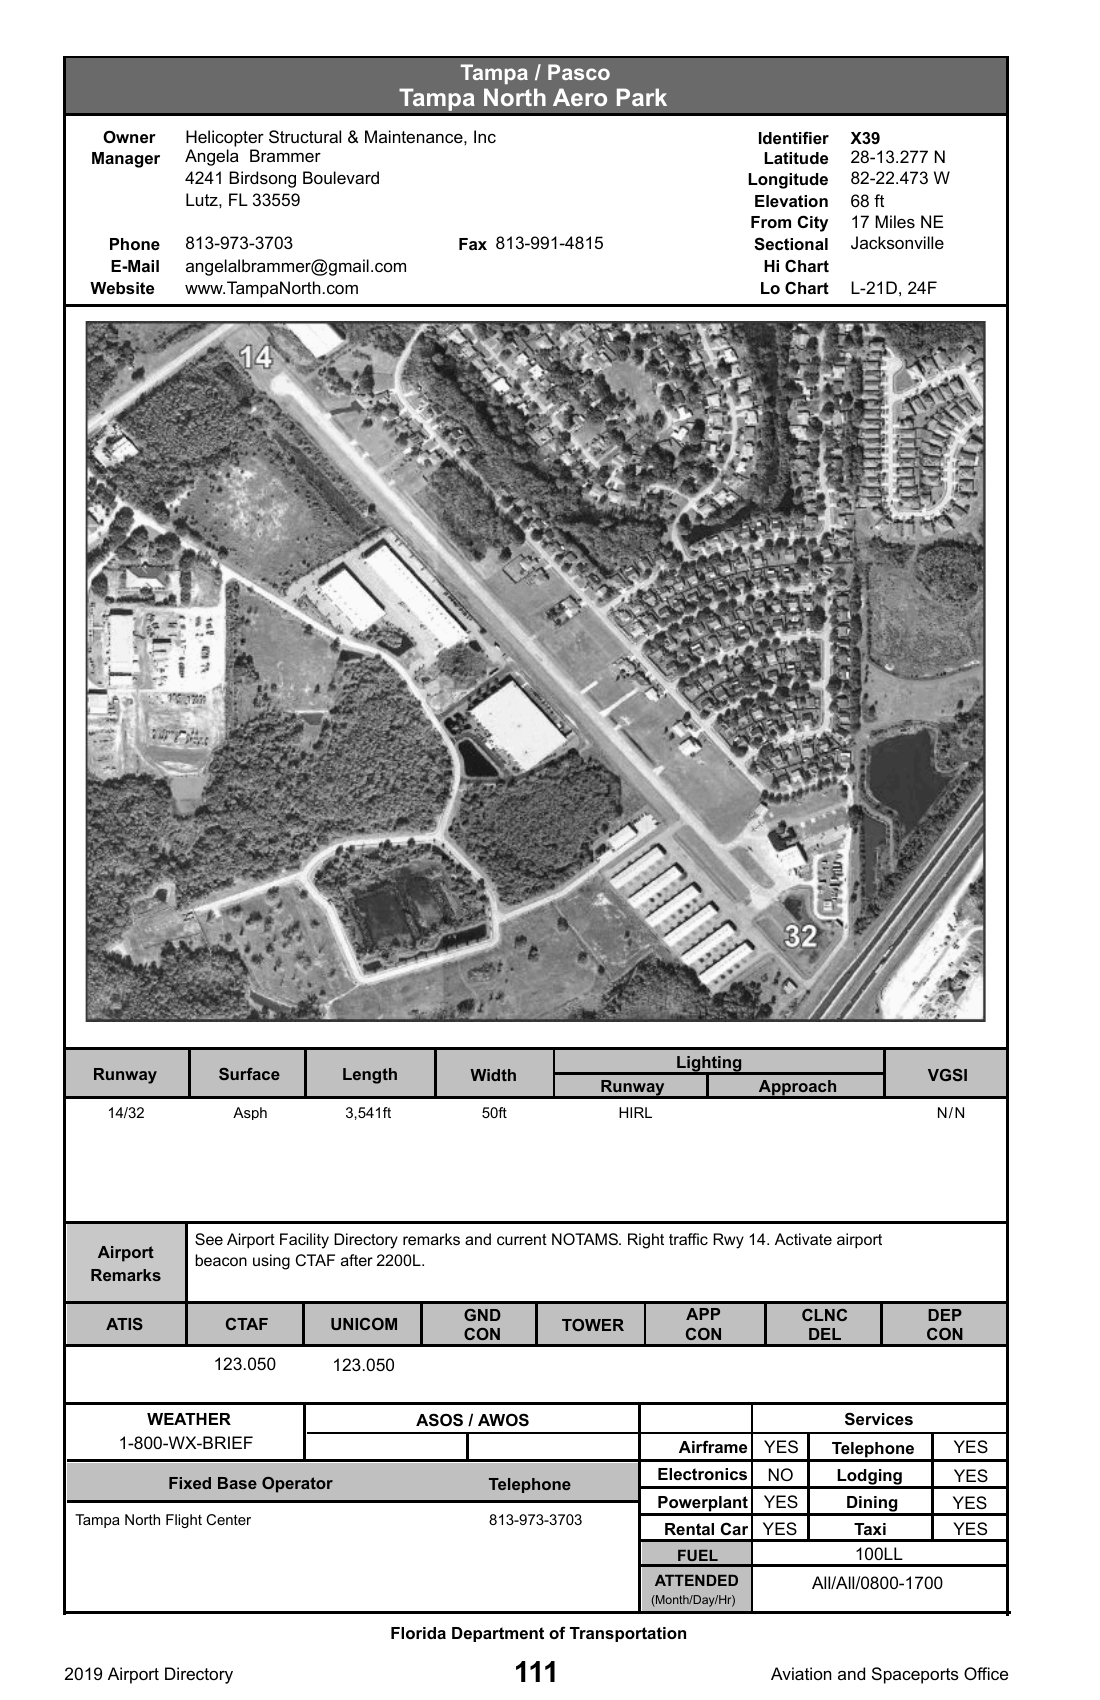 Tampa / Pasco
Tampa North Aero Park
Owner Helicopter Structural & Maintenance, Inc
Manager Angela Brammer
4241 Birdsong Boulevard
Lutz, FL 33559
Phone 813-973-3703 Fax 813-991-4815
E-Mail angelalbrammer@gmail.com
Website www.TampaNorth.com
Identifier X39
Latitude 28-13.277 N
Longitude 82-22.473 W
Elevation 68 ft
From City 17 Miles NE
Sectional Jacksonville
Hi Chart
Lo Chart L-21D, 24F
14
32
Runway Surface Length Width Lighting VGSI
Runway Approach
14/32 Asph 3,541ft 50ft HIRL N/N
Airport
Remarks
See Airport Facility Directory remarks and current NOTAMS. Right traffic Rwy 14. Activate airport
beacon using CTAF after 2200L.
ATIS CTAF UNICOM GND CON TOWER APP CON CLNC DEL DEP CON
123.050 123.050
WEATHER ASOS / AWOS
1-800-WX-BRIEF
Fixed Base Operator Telephone
Tampa North Flight Center 813-973-3703
Services
Airframe YES Telephone YES
Electronics NO Lodging YES
Powerplant YES Dining YES
Rental Car YES Taxi YES
FUEL 100LL
ATTENDED All/All/0800-1700
(Month/Day/Hr)
Florida Department of Transportation
2019 Airport Directory 111 Aviation and Spaceports Office